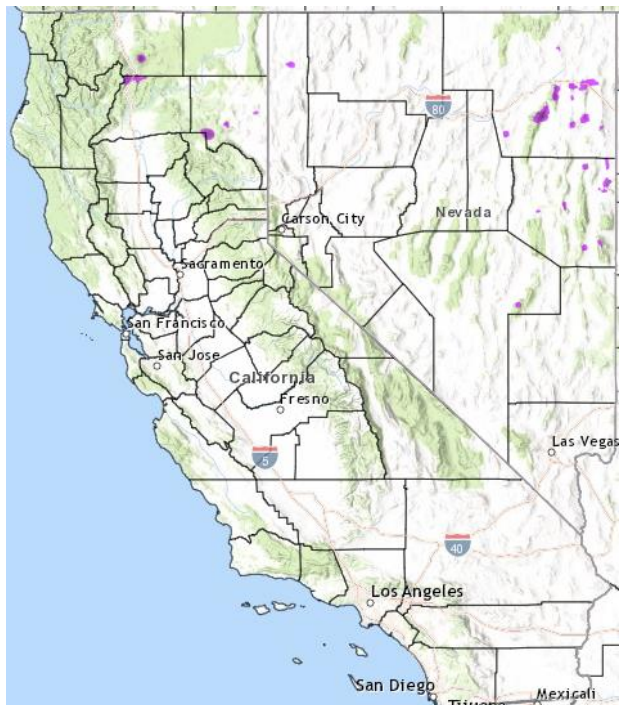 80
Nevada
Carson City
Sacramento
San Francisco
San Jose
California
Fresno
Las Vegas
5
40
Los Angeles
San Diego
Mexicali